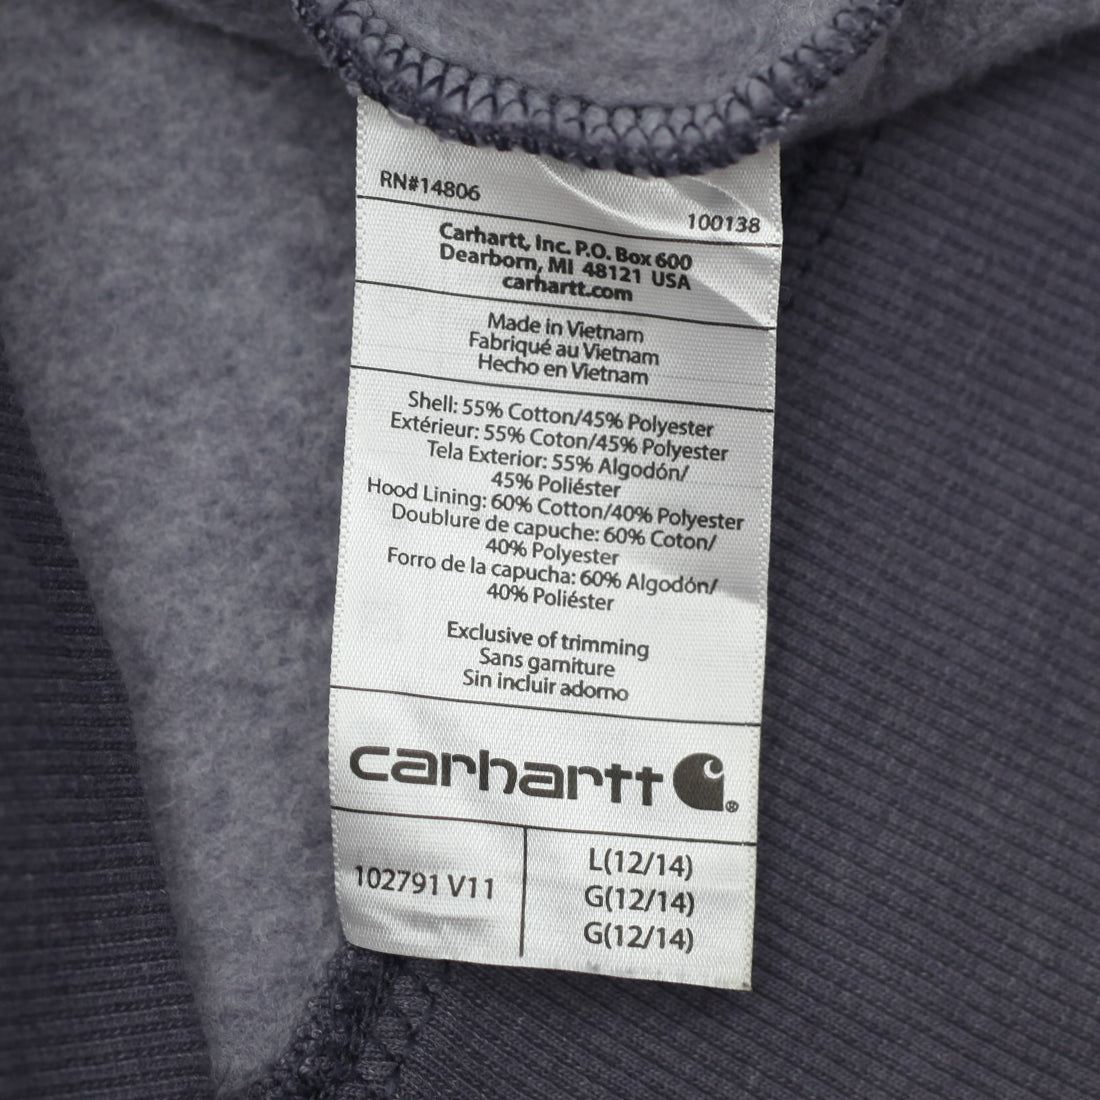 RN#14806
100138
Carhartt, Inc. P.O. Box 600
Dearborn, MI 48121 USA
carhartt.com
Made in Vietnam
Fabriqué au Vietnam
Hecho en Vietnam
Shell: 55% Cotton/45% Polyester
Extérieur: 55% Coton/45% Polyester
Tela Exterior: 55% Algodón/
45% Poliéster
Hood Lining: 60% Cotton/40% Polyester
Doublure de capuche: 60% Coton/
40% Polyester
Forro de la capucha: 60% Algodón/
40% Poliéster
Exclusive of trimming
Sans garniture
Sin incluir adorno
carhartt ®
102791 V11
L(12/14)
G(12/14)
G(12/14)